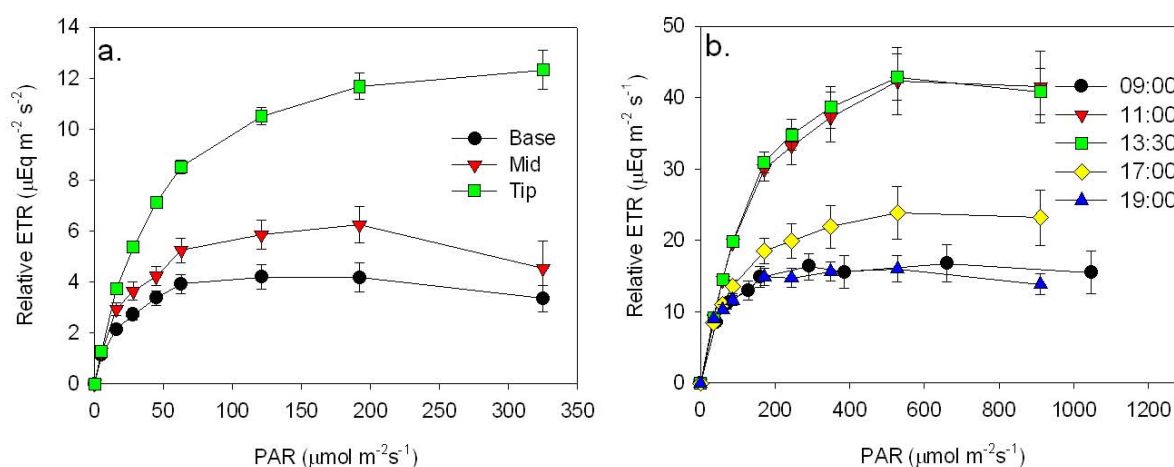 a.
14
12
10
8
6
4
2
0
Relative ETR (μEq m-2 s-2)
Base
Mid
Tip
0 50 100 150 200 250 300 350
PAR (μmol m-2s-1)
b.
50
40
30
20
10
0
Relative ETR (μEq m-2 s-1)
09:00
11:00
13:30
17:00
19:00
0 200 400 600 800 1000 1200
PAR (μmol m-2s-1)